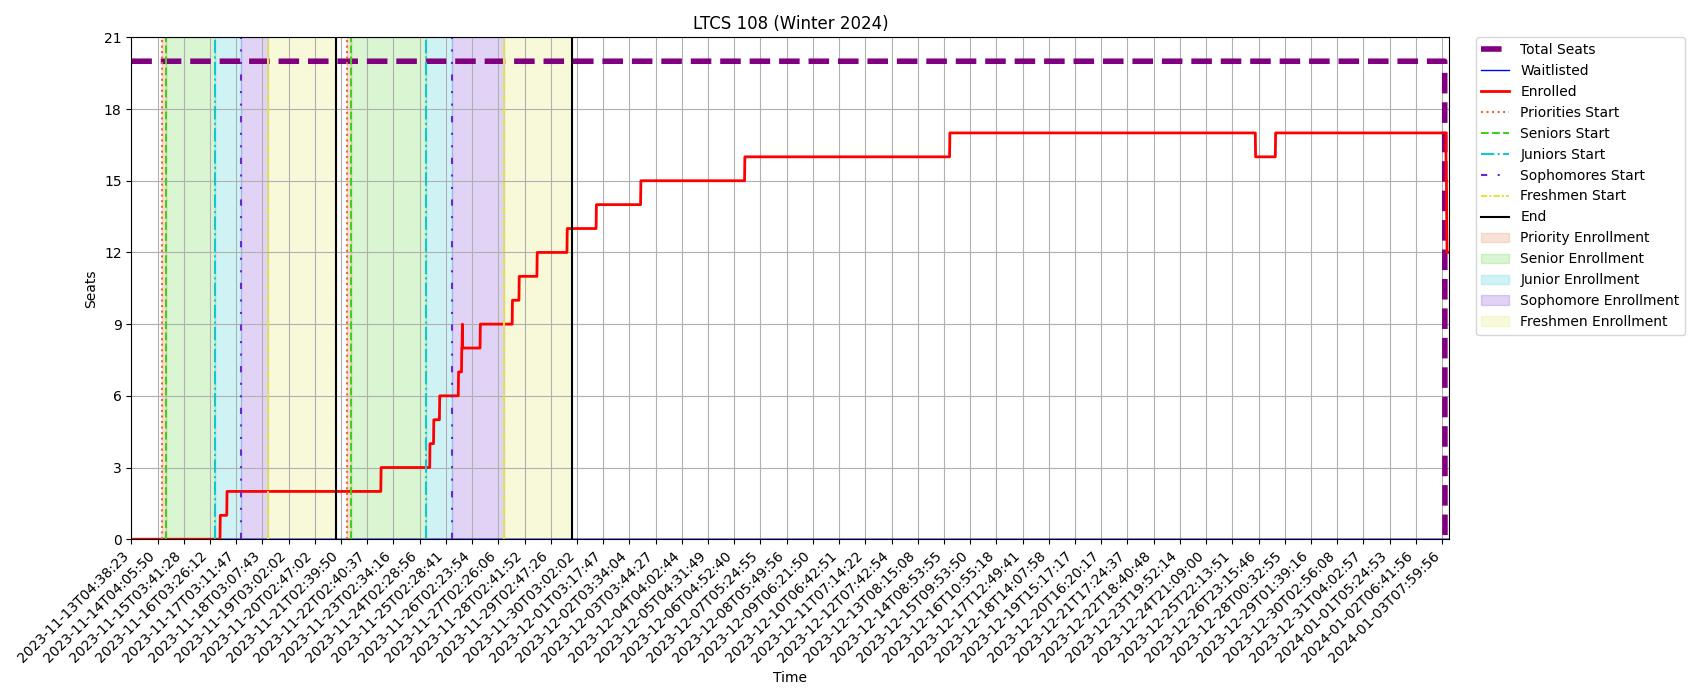 LTCS 108 (Winter 2024)
21
18
15
12
9
6
3
0
Seats
2023-11-13T04:38:23
2023-11-14T04:05:50
2023-11-15T03:41:28
2023-11-16T03:26:12
2023-11-17T03:11:47
2023-11-18T03:07:43
2023-11-19T03:02:02
2023-11-20T02:47:02
2023-11-21T02:39:50
2023-11-22T02:40:37
2023-11-23T02:34:16
2023-11-24T02:28:56
2023-11-25T02:28:41
2023-11-26T02:23:54
2023-11-27T02:26:06
2023-11-28T02:41:52
2023-11-29T02:47:26
2023-11-30T03:02:02
2023-12-01T03:17:47
2023-12-02T03:34:04
2023-12-03T03:44:27
2023-12-04T04:02:44
2023-12-05T04:31:49
2023-12-06T04:52:40
2023-12-07T05:24:55
2023-12-08T05:49:56
2023-12-09T06:21:50
2023-12-10T06:42:51
2023-12-11T07:14:22
2023-12-12T07:42:54
2023-12-13T08:15:08
2023-12-14T08:53:55
2023-12-15T09:53:50
2023-12-16T10:55:18
2023-12-17T12:49:41
2023-12-18T14:07:58
2023-12-19T15:17:17
2023-12-20T16:20:17
2023-12-21T17:24:37
2023-12-22T18:40:48
2023-12-23T19:52:14
2023-12-24T21:09:00
2023-12-25T22:13:51
2023-12-26T23:15:46
2023-12-28T00:32:55
2023-12-29T01:39:16
2023-12-30T02:56:08
2023-12-31T04:02:57
2024-01-01T05:24:53
2024-01-02T06:41:56
2024-01-03T07:59:56
Time
Total Seats
Waitlisted
Enrolled
Priorities Start
Seniors Start
Juniors Start
Sophomores Start
Freshmen Start
End
Priority Enrollment
Senior Enrollment
Junior Enrollment
Sophomore Enrollment
Freshmen Enrollment